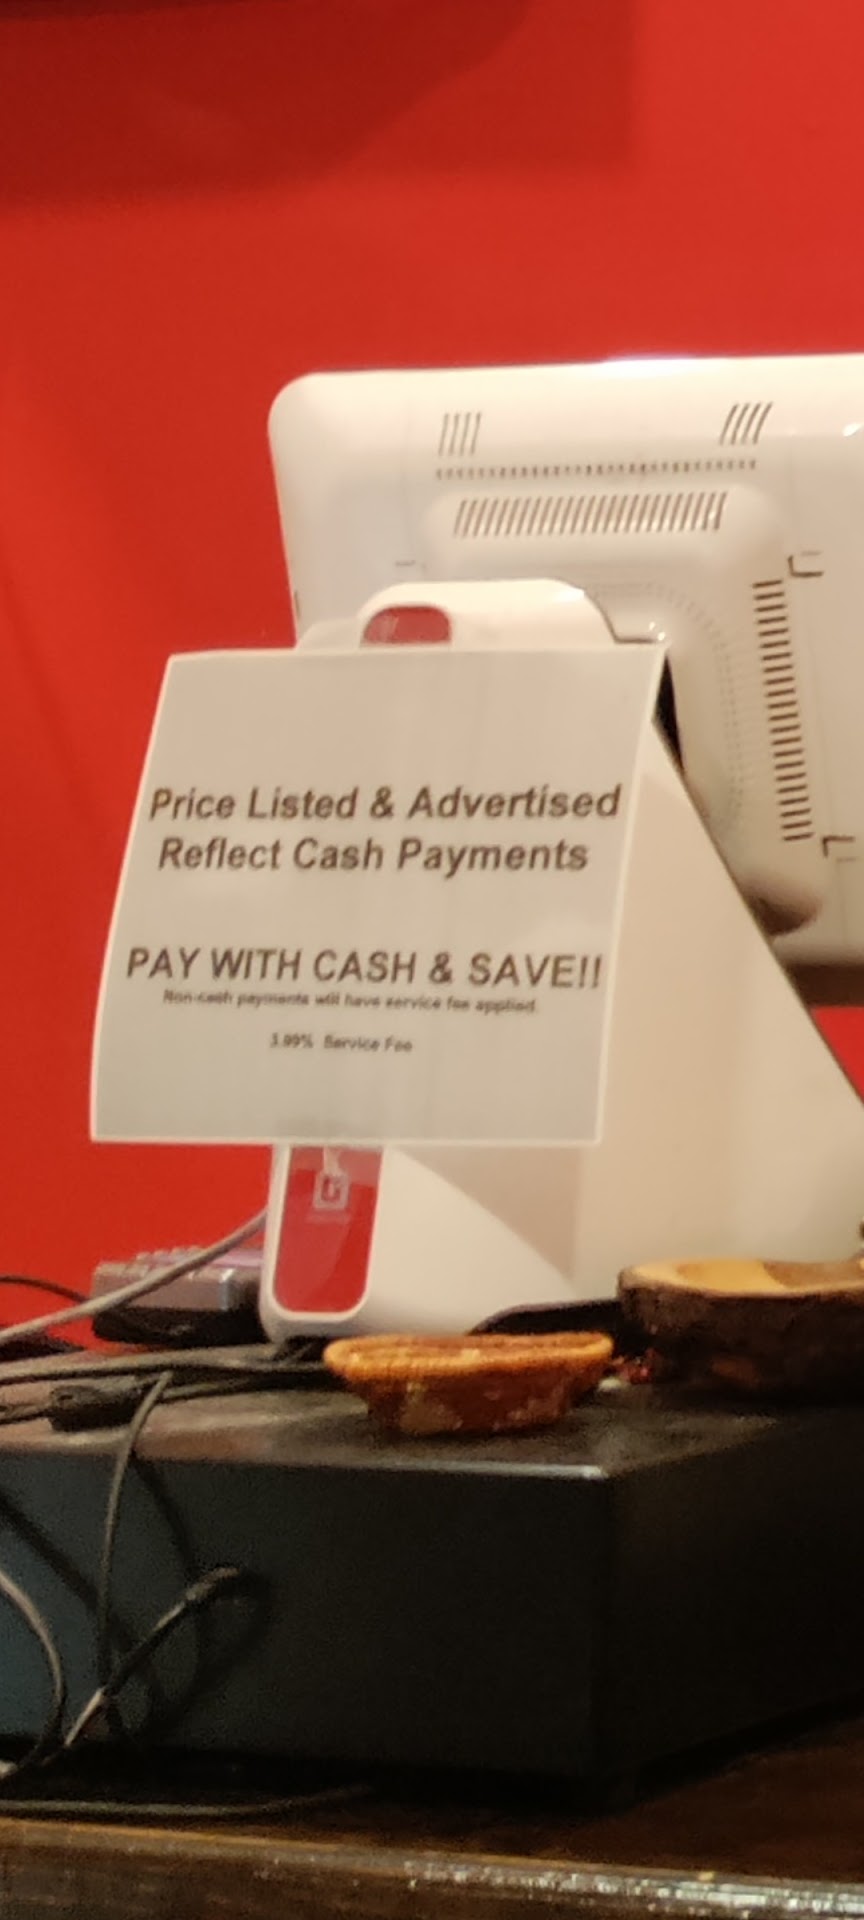 Price Listed & Advertised
Reflect Cash Payments
PAY WITH CASH & SAVE!!
Non-cash payments will have service fee applied.
3.99% Service Fee